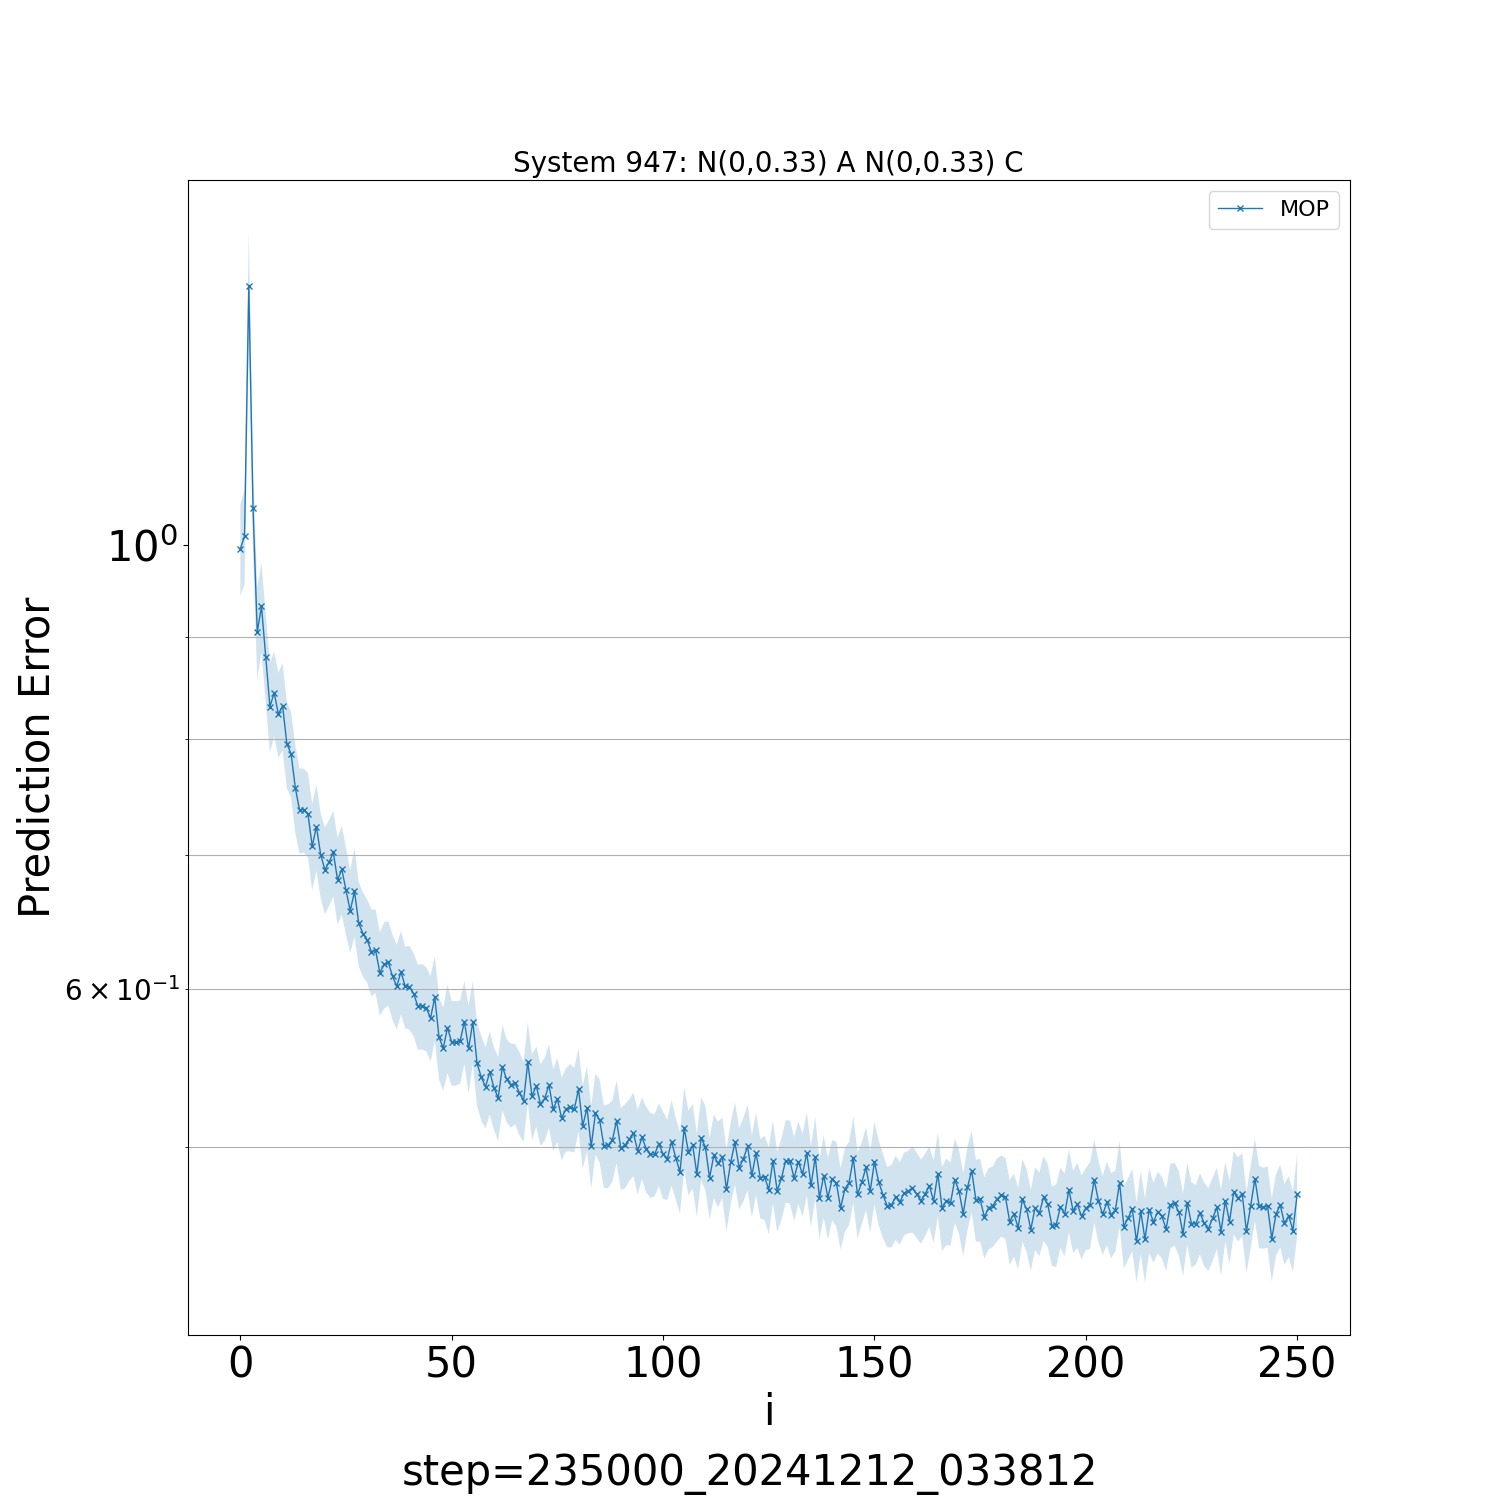 System 947: N(0,0.33) A N(0,0.33) C
MOP
10⁰
6 × 10⁻¹
Prediction Error
0 50 100 150 200 250
i
step=235000_20241212_033812